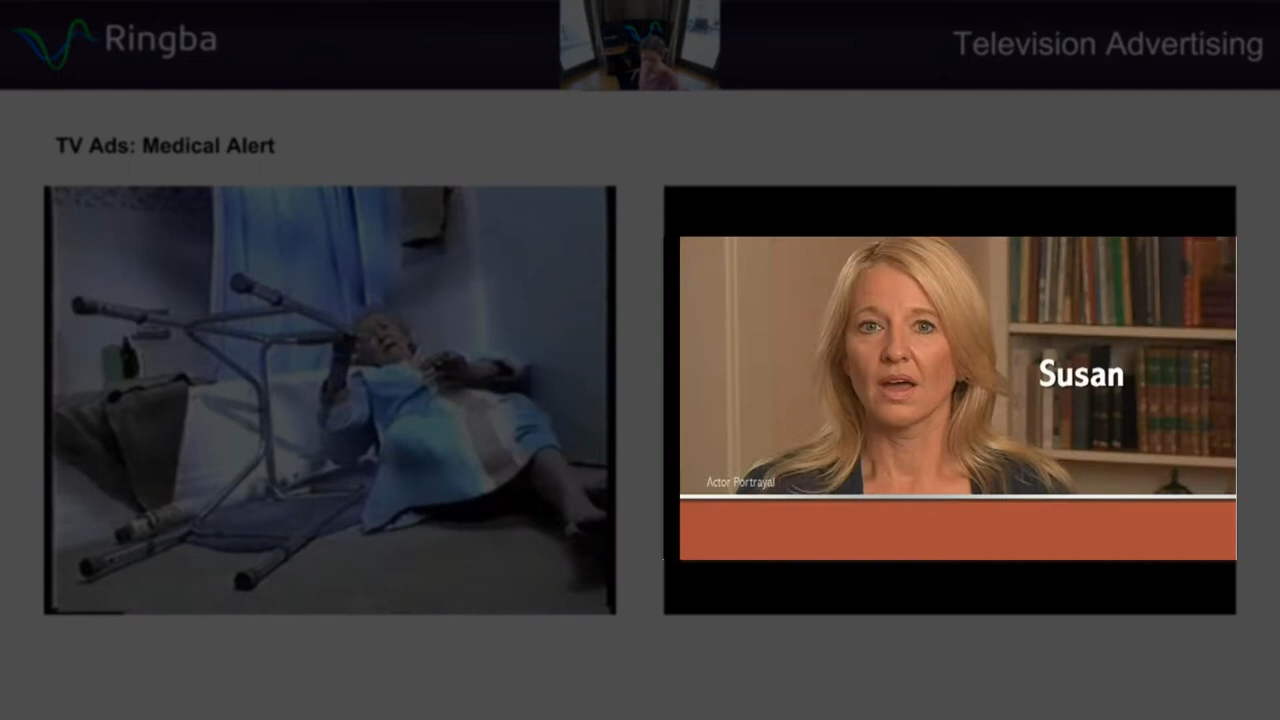 Ringba
Television Advertising
TV Ads: Medical Alert
Susan
Actor Portrayal